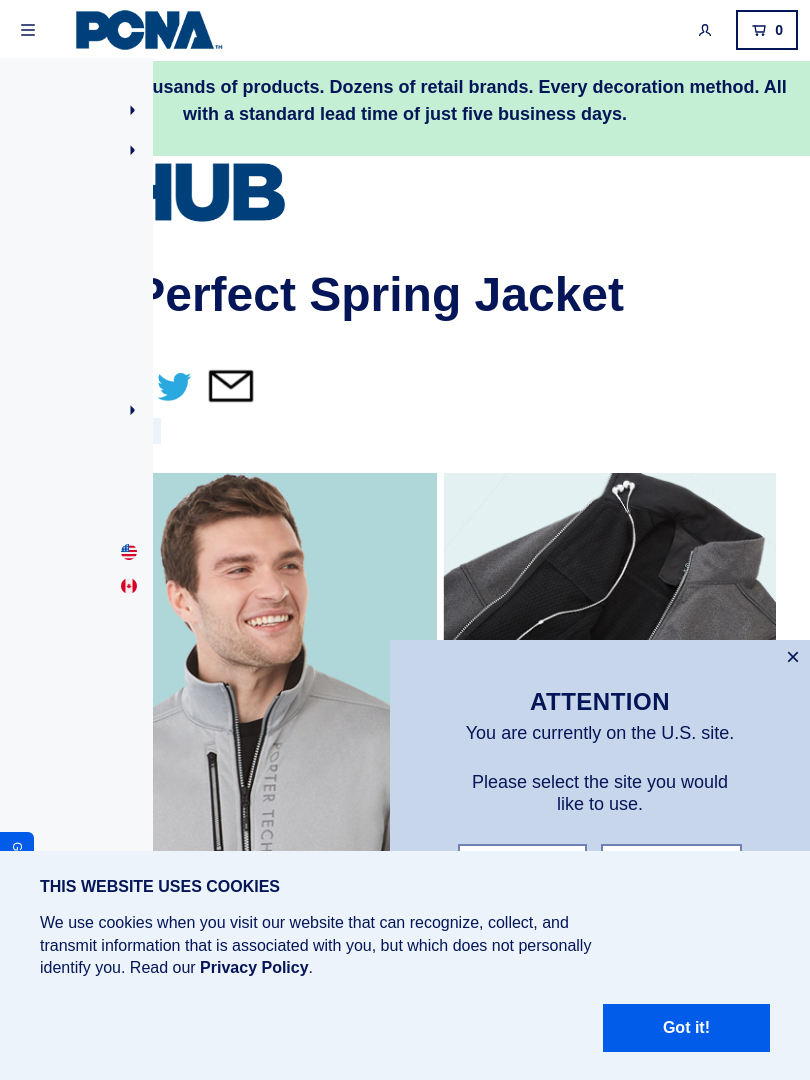 PCNA™
0
usands of products. Dozens of retail brands. Every decoration method. All
with a standard lead time of just five business days.
HUB
Perfect Spring Jacket
PORTER TECH
ATTENTION
You are currently on the U.S. site.
Please select the site you would
like to use.
G
THIS WEBSITE USES COOKIES
We use cookies when you visit our website that can recognize, collect, and
transmit information that is associated with you, but which does not personally
identify you. Read our Privacy Policy.
Got it!